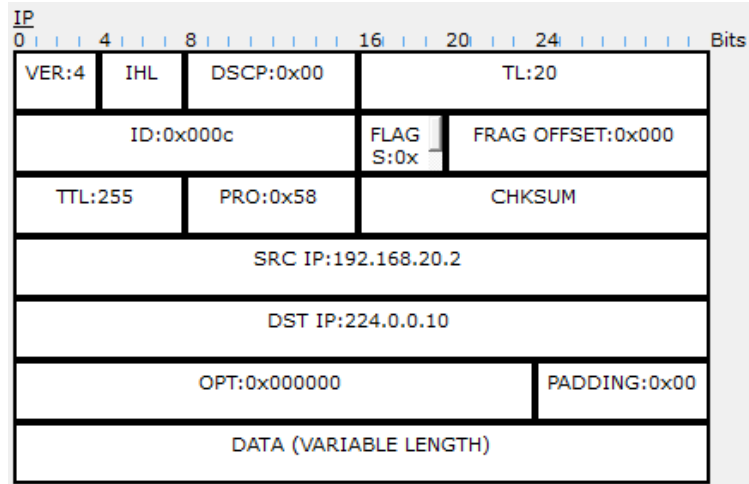 IP
0 4 8 16 20 24 Bits
VER:4 IHL DSCP:0x00 TL:20
ID:0x000c FLAG S:0x FRAG OFFSET:0x000
TTL:255 PRO:0x58 CHKSUM
SRC IP:192.168.20.2
DST IP:224.0.0.10
OPT:0x000000 PADDING:0x00
DATA (VARIABLE LENGTH)